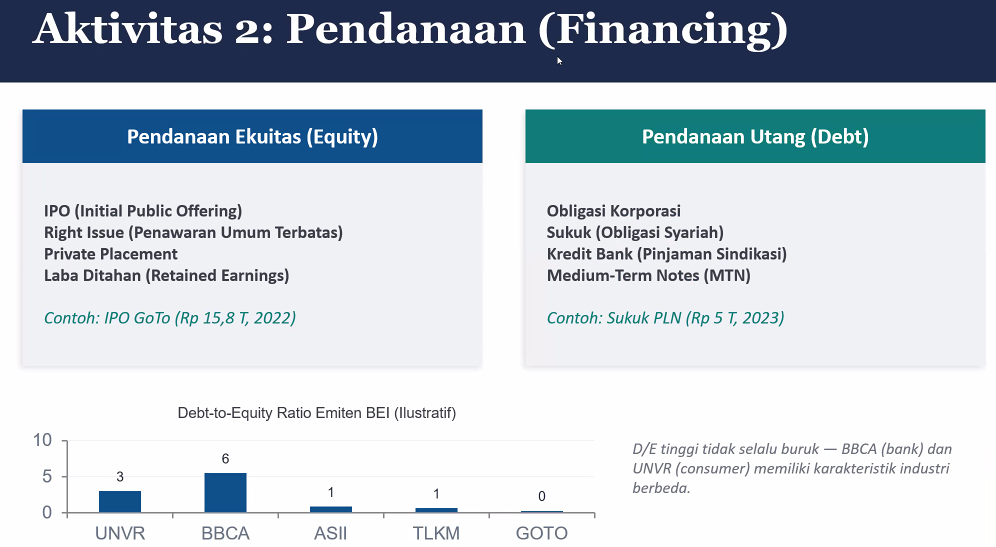 Aktivitas 2: Pendanaan (Financing)
Pendanaan Ekuitas (Equity)
IPO (Initial Public Offering)
Right Issue (Penawaran Umum Terbatas)
Private Placement
Laba Ditahan (Retained Earnings)
Contoh: IPO GoTo (Rp 15,8 T, 2022)
Pendanaan Utang (Debt)
Obligasi Korporasi
Sukuk (Obligasi Syariah)
Kredit Bank (Pinjaman Sindikasi)
Medium-Term Notes (MTN)
Contoh: Sukuk PLN (Rp 5 T, 2023)
Debt-to-Equity Ratio Emiten BEI (Ilustratif)
10
5
0
3
6
1
1
0
UNVR BBCA ASII TLKM GOTO
D/E tinggi tidak selalu buruk — BBCA (bank) dan
UNVR (consumer) memiliki karakteristik industri
berbeda.